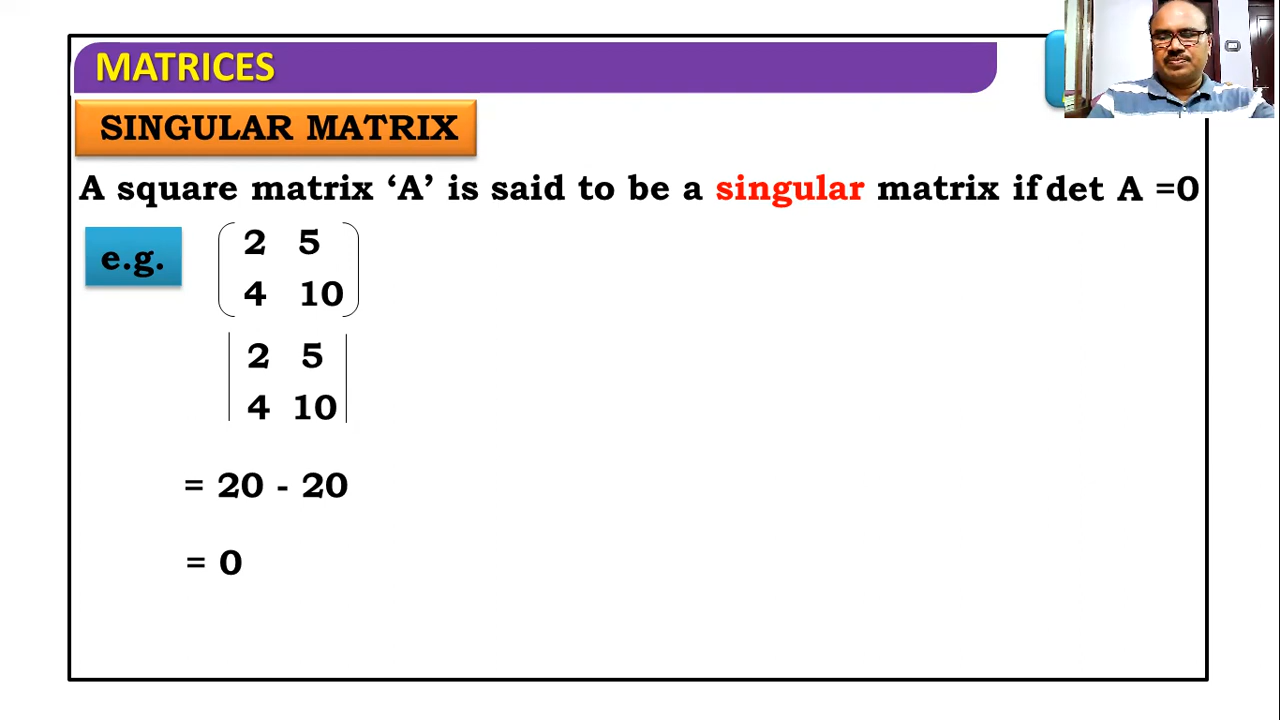 MATRICES
SINGULAR MATRIX
A square matrix ‘A’ is said to be a singular matrix if det A =0
e.g.
2 5
4 10
2 5
4 10
= 20 - 20
= 0